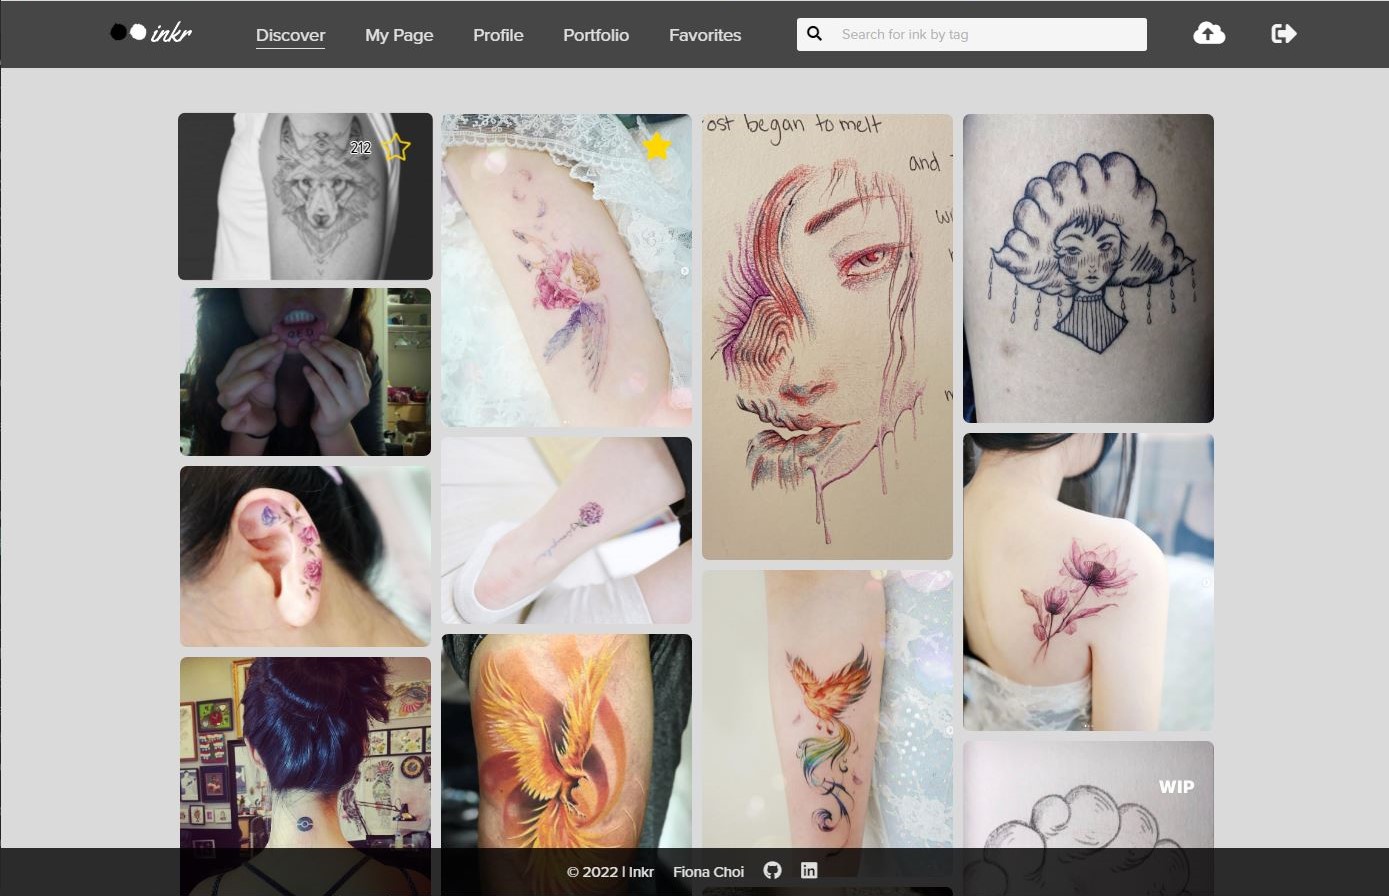 inkr
Discover
My Page
Profile
Portfolio
Favorites
Search for ink by tag
212
ost began to melt
and
WIP
© 2022 | Inkr
Fiona Choi
in